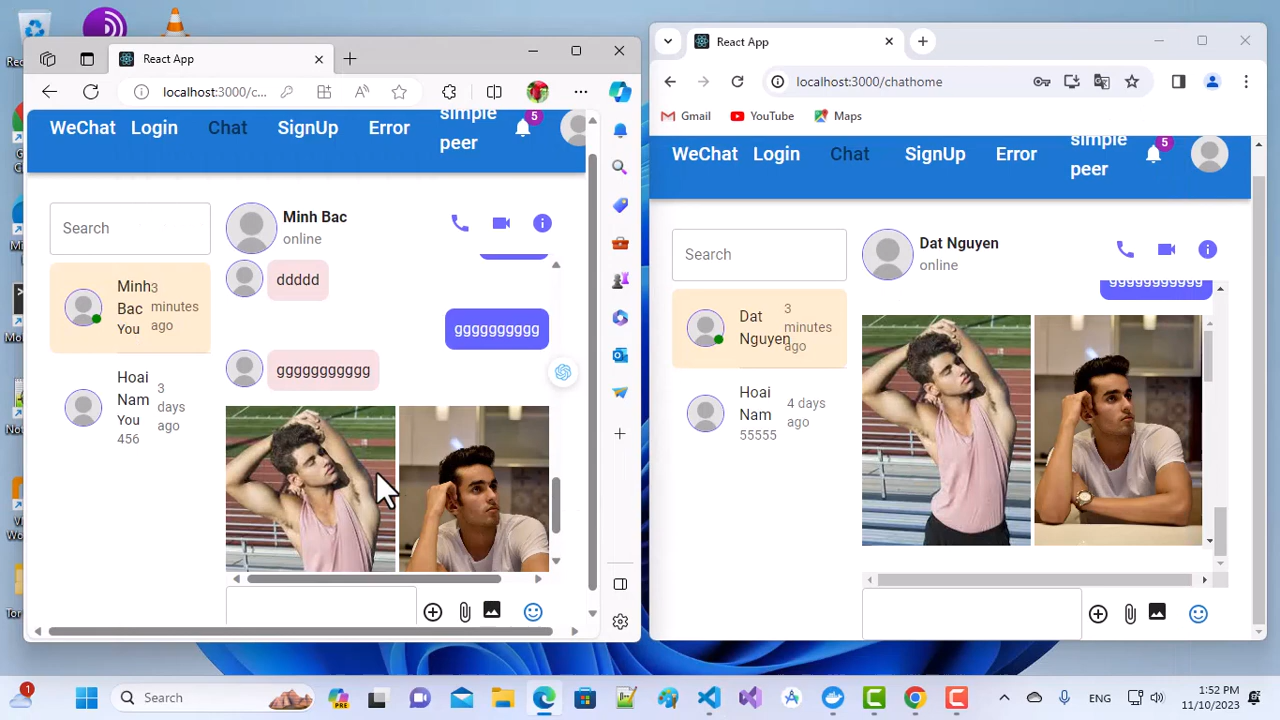 React App
localhost:3000/c...
WeChat
Login
Chat
SignUp
Error
simple
peer
5
Search
Minh Bac
online
Minh
Bac
You
3
minutes
ago
Hoai
Nam
You
456
3
days
ago
ddddd
gggggggggg
ggggggggggg
React App
localhost:3000/chathome
Gmail
YouTube
Maps
WeChat
Login
Chat
SignUp
Error
simple
peer
5
Search
Dat Nguyen
online
Dat
Nguyen
3
minutes
ago
Hoai
Nam
55555
4 days
ago
gggggggggg
1
Search
PRE
ENG
1:52 PM
11/10/2023